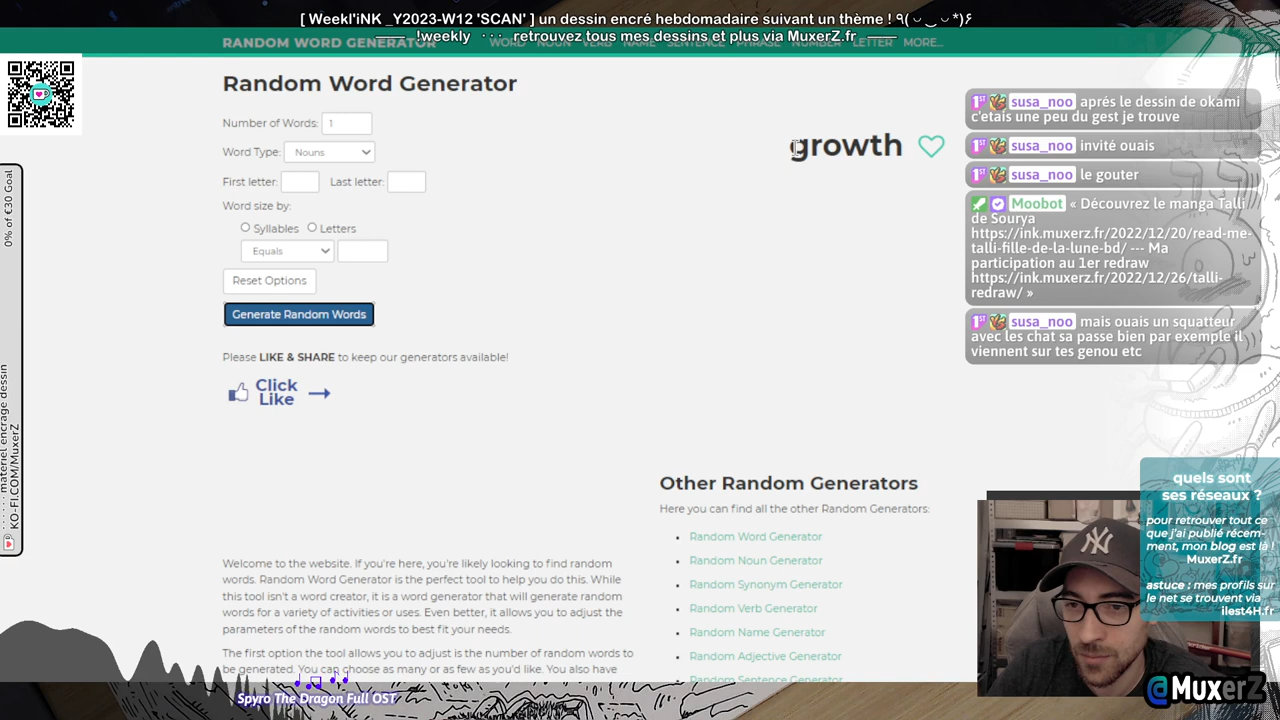 [ Weekl'iNK _Y2023-W12 'SCAN' ] un dessin encré hebdomadaire suivant un thème ! ٩(◡‿◡*)۶
!weekly · · · retrouvez tous mes dessins et plus via MuxerZ.fr
RANDOM WORD GENERATOR WORD NOUN VERB NAME SENTENCE PHRASE NUMBER LETTER MORE...
Random Word Generator
Number of Words: 1
Word Type: Nouns
First letter: Last letter:
Word size by:
Syllables Letters
Equals
Reset Options
Generate Random Words
Please LIKE & SHARE to keep our generators available!
Click
Like
growth
Other Random Generators
Here you can find all the other Random Generators:
Random Word Generator
Random Noun Generator
Random Synonym Generator
Random Verb Generator
Random Name Generator
Random Adjective Generator
Random Sentence Generator
Welcome to the website. If you're here, you're likely looking to find random
words. Random Word Generator is the perfect tool to help you do this. While
this tool isn't a word creator, it is a word generator that will generate random
words for a variety of activities or uses. Even better, it allows you to adjust the
parameters of the random words to best fit your needs.
The first option the tool allows you to adjust is the number of random words to
be generated. You can choose as many or as few as you'd like. You also have
1ST susa_noo aprés le dessin de okami
c'etais une peu du gest je trouve
1ST susa_noo invité ouais
1ST susa_noo le gouter
Moobot « Découvrez le manga Talli
de Sourya
https://ink.muxerz.fr/2022/12/20/read-me-
talli-fille-de-la-lune-bd/ --- Ma
participation au 1er redraw
https://ink.muxerz.fr/2022/12/26/talli-
redraw/ »
1ST susa_noo mais ouais un squatteur
avec les chat sa passe bien par exemple il
viennent sur tes genou etc
quels sont
ses réseaux ?
pour retrouver tout ce
que j'ai publié récem-
ment, mon blog est là !
MuxerZ.fr
astuce : mes profils sur
le net se trouvent via
ilest4H.fr
@MuxerZ
0% of €30 Goal
materiel encrage dessin
KO-FI.COM/MuxerZ
Spyro The Dragon Full OST